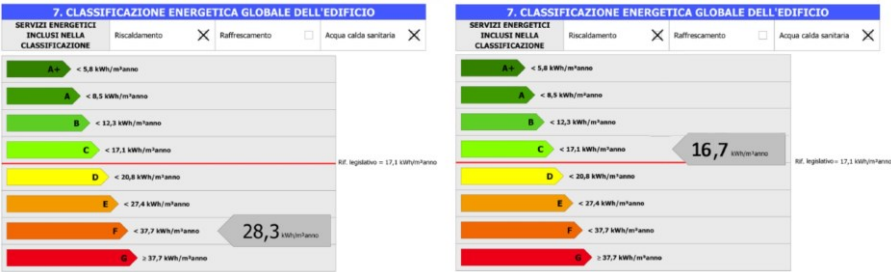 7. CLASSIFICAZIONE ENERGETICA GLOBALE DELL'EDIFICIO
SERVIZI ENERGETICI
INCLUSI NELLA
CLASSIFICAZIONE
Riscaldamento
Raffrescamento
Acqua calda sanitaria
A+ < 5,8 kWh/m²anno
A < 8,5 kWh/m²anno
B < 12,3 kWh/m²anno
C < 17,1 kWh/m²anno
Rif. legislativo = 17,1 kWh/m²anno
D < 20,8 kWh/m²anno
E < 27,4 kWh/m²anno
F < 37,7 kWh/m²anno
28,3 kWh/m²anno
G ≥ 37,7 kWh/m²anno
7. CLASSIFICAZIONE ENERGETICA GLOBALE DELL'EDIFICIO
SERVIZI ENERGETICI
INCLUSI NELLA
CLASSIFICAZIONE
Riscaldamento
Raffrescamento
Acqua calda sanitaria
A+ < 5,8 kWh/m²anno
A < 8,5 kWh/m²anno
B < 12,3 kWh/m²anno
C < 17,1 kWh/m²anno
16,7 kWh/m²anno
Rif. legislativo = 17,1 kWh/m²anno
D < 20,8 kWh/m²anno
E < 27,4 kWh/m²anno
F < 37,7 kWh/m²anno
G ≥ 37,7 kWh/m²anno